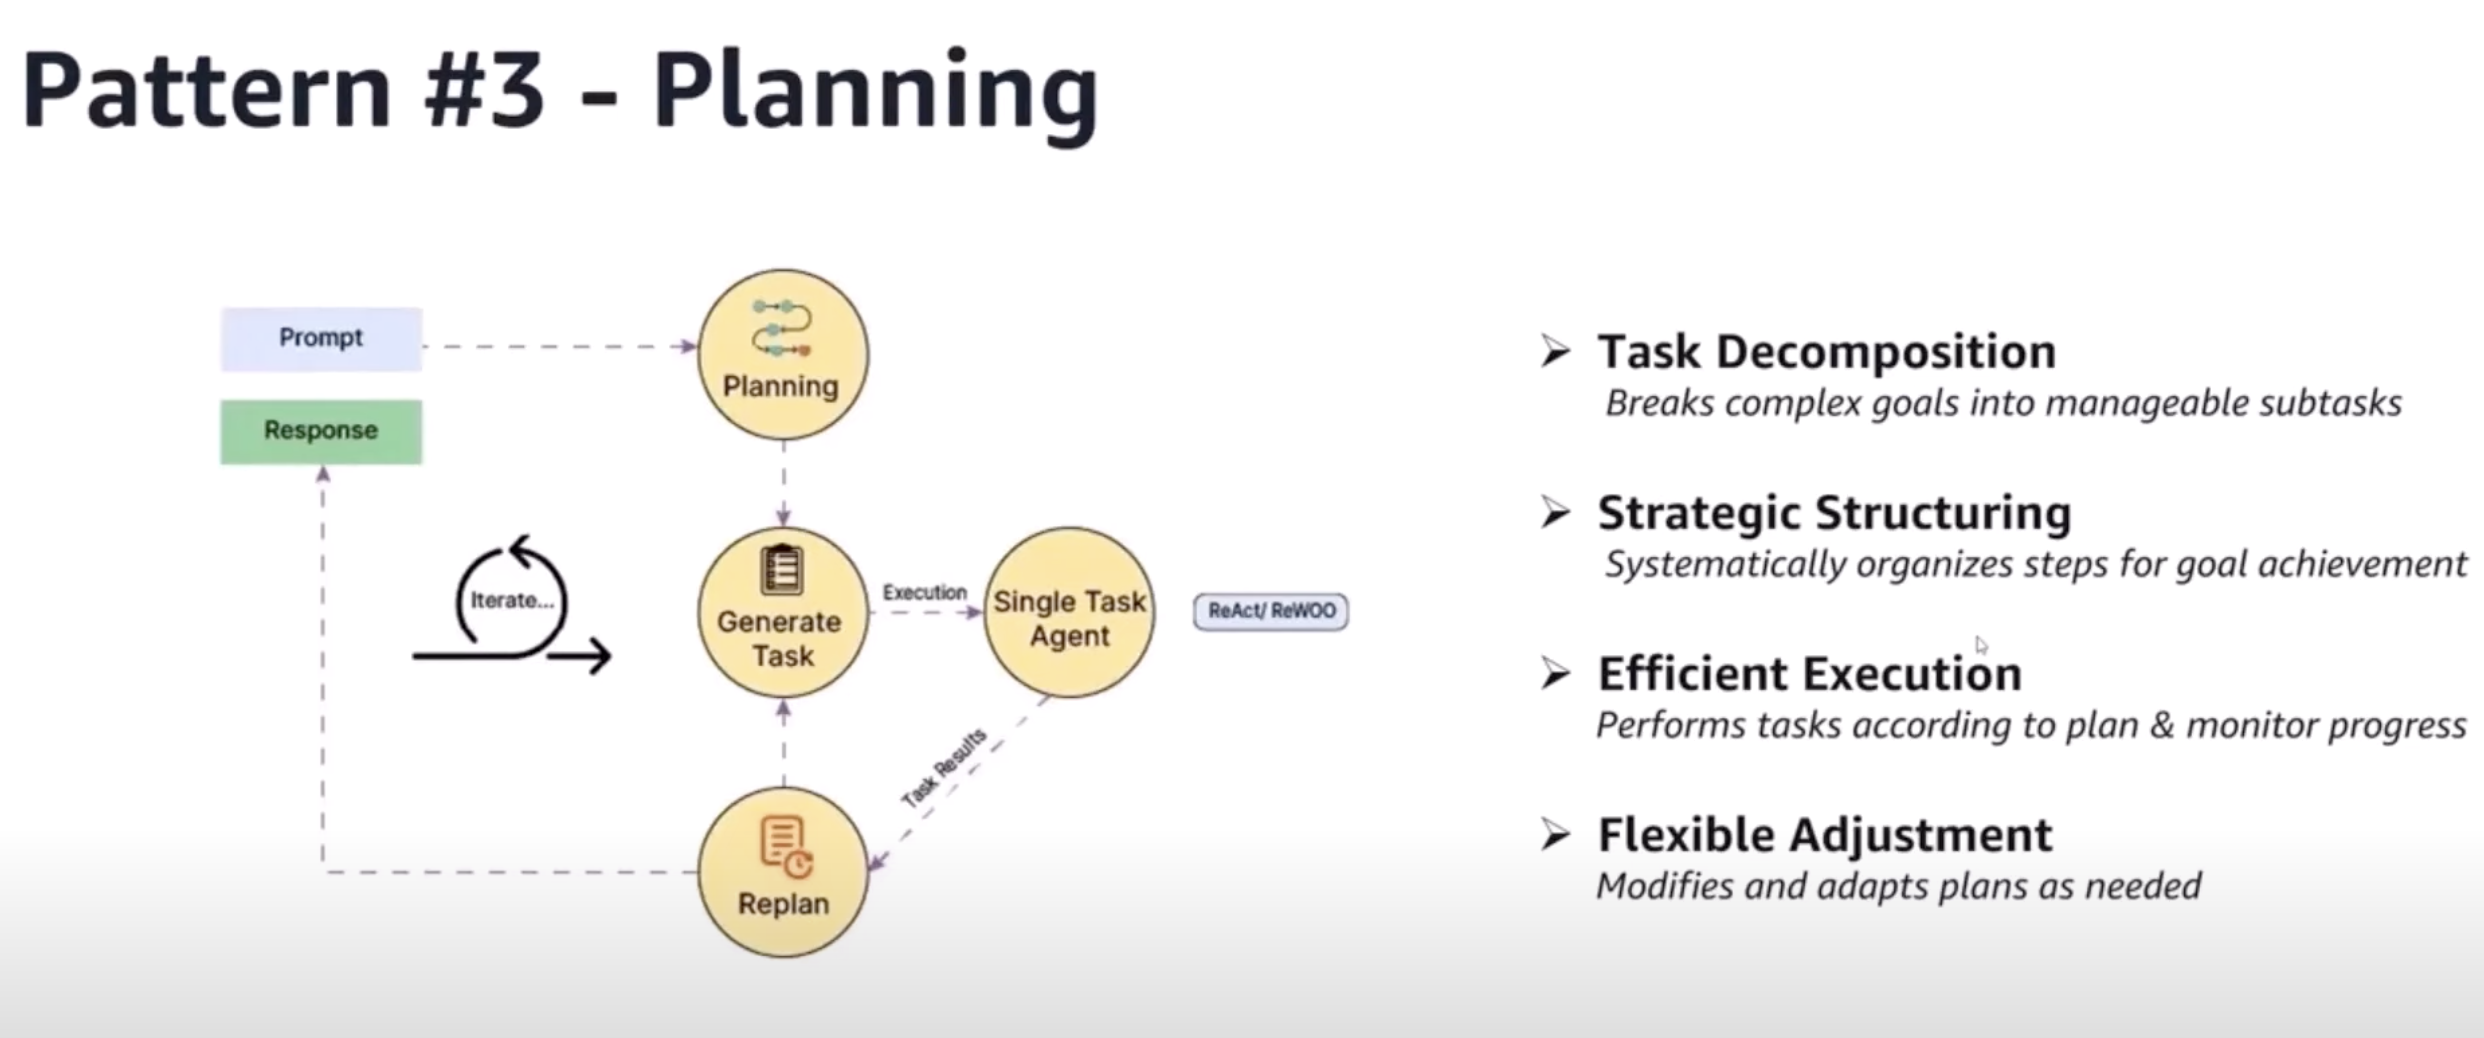 Pattern #3 - Planning
Prompt
Response
Planning
Iterate...
Generate
Task
Execution
Single Task
Agent
ReAct/ ReWOO
Task Results
Replan
Task Decomposition
Breaks complex goals into manageable subtasks
Strategic Structuring
Systematically organizes steps for goal achievement
Efficient Execution
Performs tasks according to plan & monitor progress
Flexible Adjustment
Modifies and adapts plans as needed